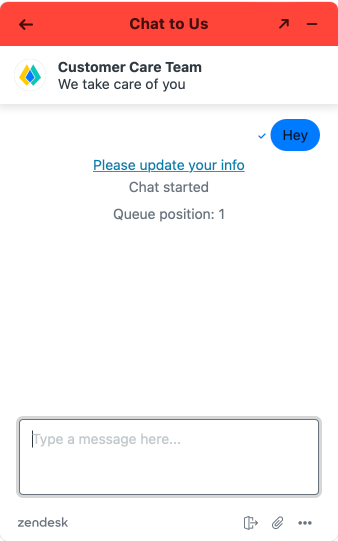 Chat to Us
Customer Care Team
We take care of you
Hey
Please update your info
Chat started
Queue position: 1
Type a message here...
zendesk